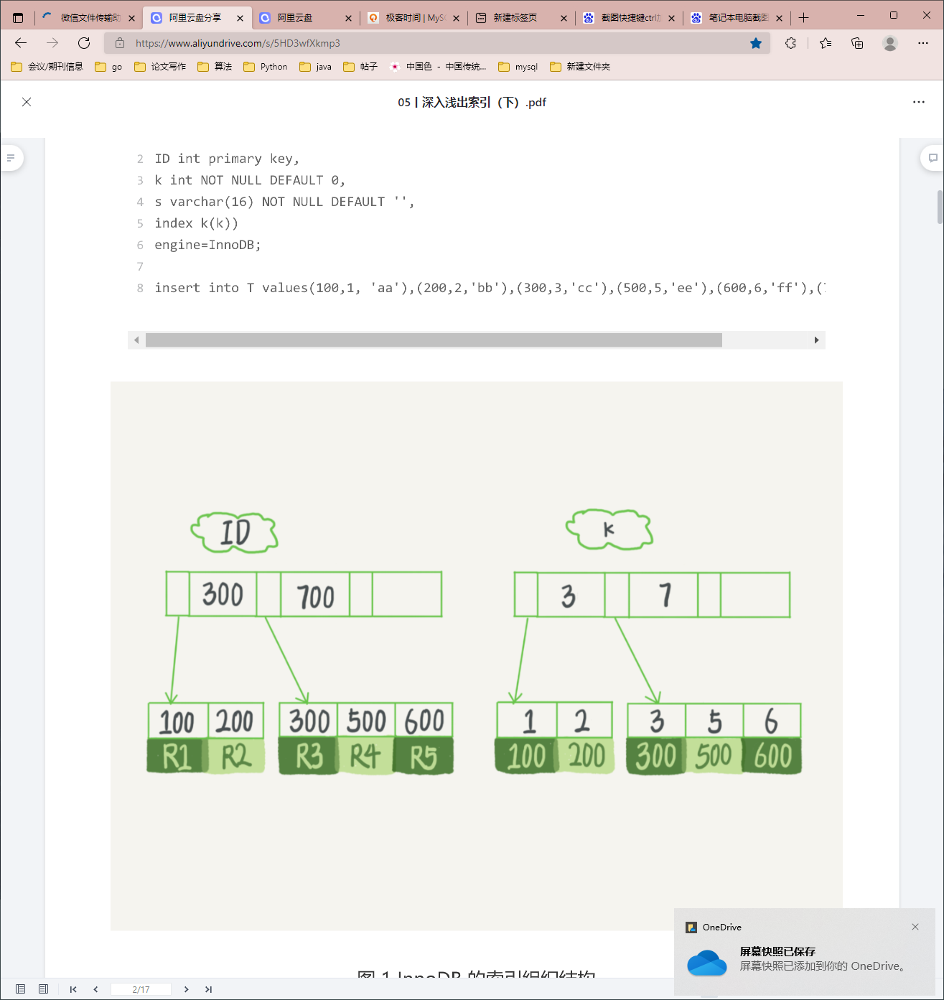 微信文件传输助
阿里云盘分享
阿里云盘
极客时间 | MyS
新建标签页
截图快捷键ctrl加
笔记本电脑截图
https://www.aliyundrive.com/s/5HD3wfXkmp3
会议/期刊信息
go
论文写作
算法
Python
java
帖子
中国色 - 中国传统...
mysql
新建文件夹
05 | 深入浅出索引（下）.pdf
2 ID int primary key,
3 k int NOT NULL DEFAULT 0,
4 s varchar(16) NOT NULL DEFAULT '',
5 index k(k))
6 engine=InnoDB;
7
8 insert into T values(100,1, 'aa'),(200,2,'bb'),(300,3,'cc'),(500,5,'ee'),(600,6,'ff'),(
ID
k
300 700
3 7
100 200 300 500 600
1 2 3 5 6
R1 R2 R3 R4 R5
100 200 300 500 600
图 1 InnoDB 的索引组织结构
OneDrive
屏幕快照已保存
屏幕快照已添加到你的 OneDrive。
2/17